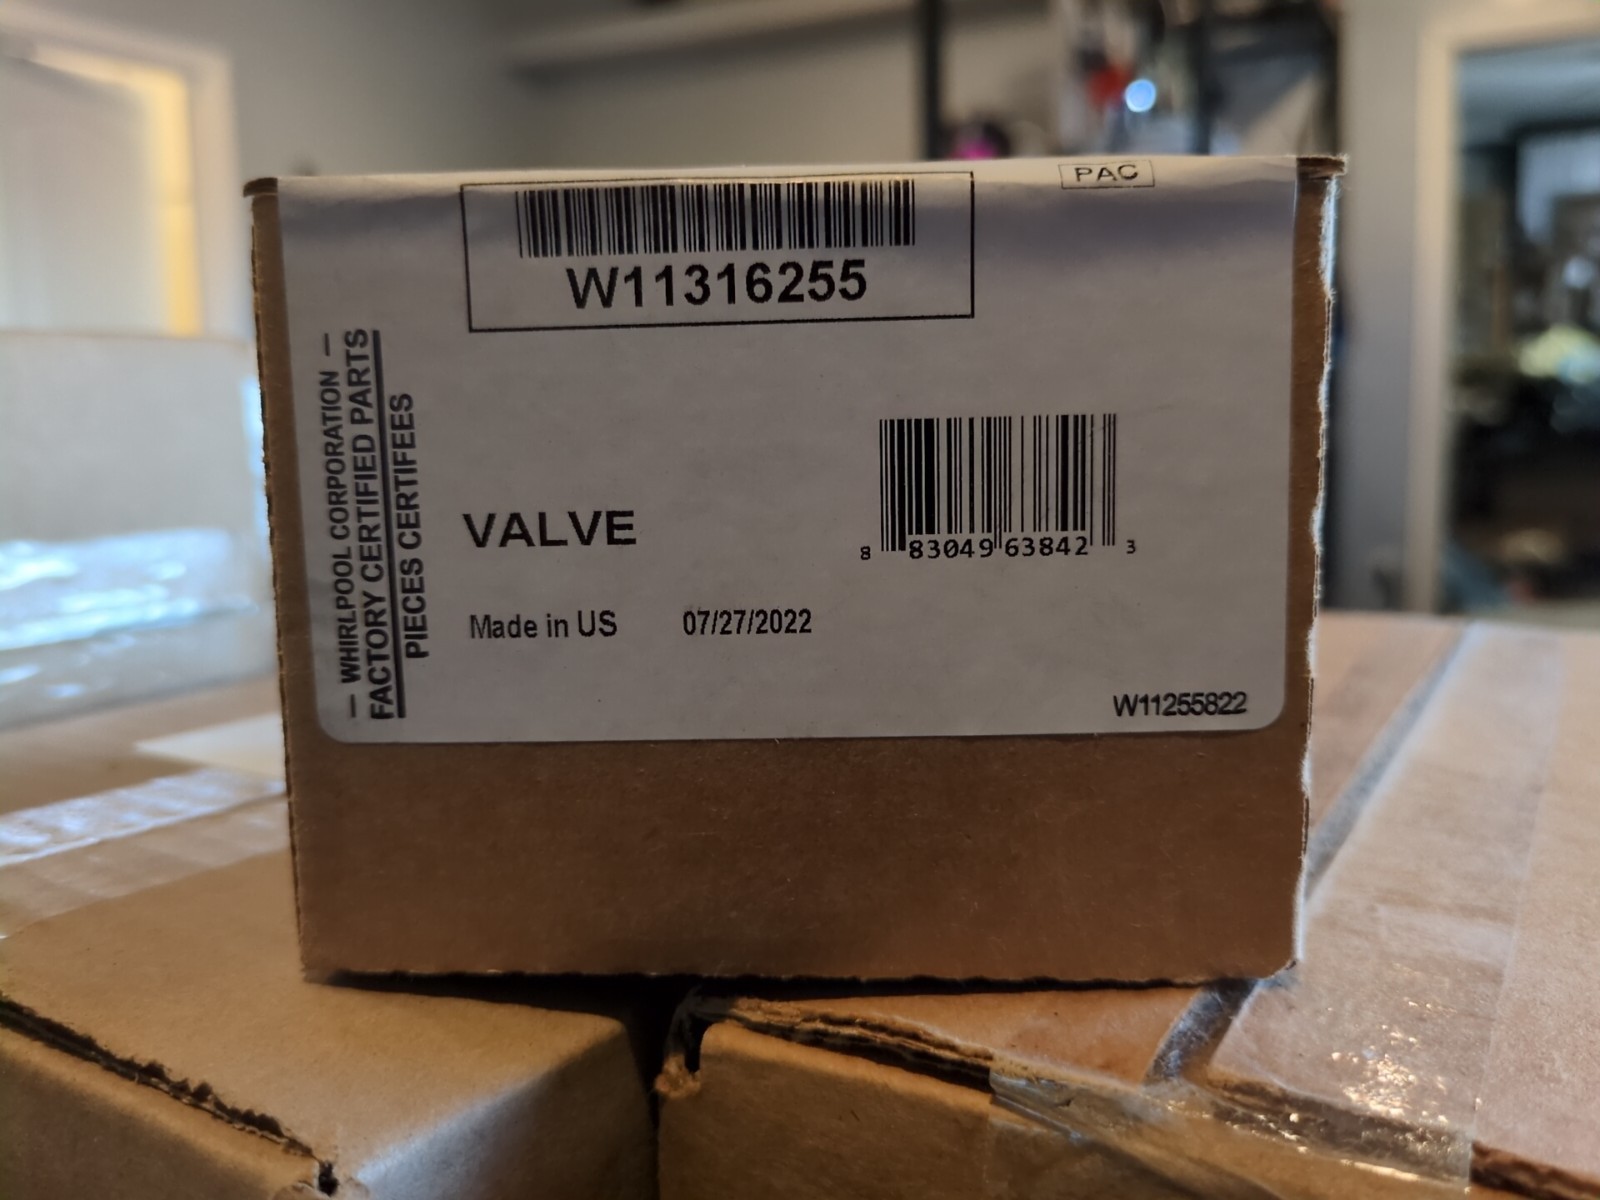 PAC
W11316255
— WHIRLPOOL CORPORATION —
FACTORY CERTIFIED PARTS
PIECES CERTIFEES
VALVE
8 83049 63842 3
Made in US 07/27/2022
W11255822